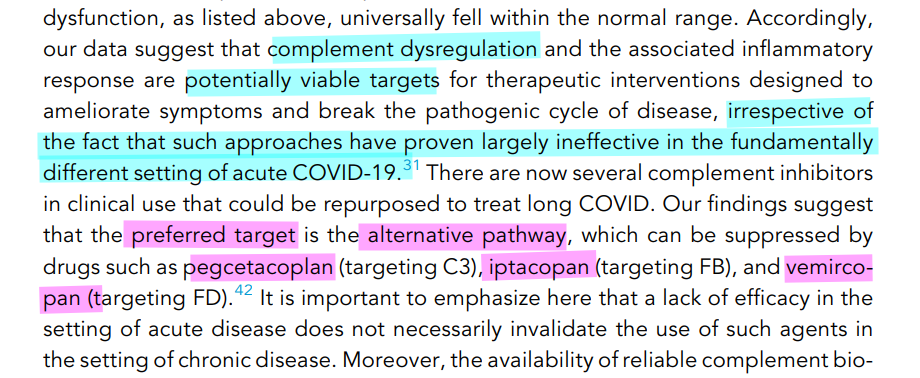 dysfunction, as listed above, universally fell within the normal range. Accordingly,
our data suggest that complement dysregulation and the associated inflammatory
response are potentially viable targets for therapeutic interventions designed to
ameliorate symptoms and break the pathogenic cycle of disease, irrespective of
the fact that such approaches have proven largely ineffective in the fundamentally
different setting of acute COVID-19.31 There are now several complement inhibitors
in clinical use that could be repurposed to treat long COVID. Our findings suggest
that the preferred target is the alternative pathway, which can be suppressed by
drugs such as pegcetacoplan (targeting C3), iptacopan (targeting FB), and vemirco-
pan (targeting FD).42 It is important to emphasize here that a lack of efficacy in the
setting of acute disease does not necessarily invalidate the use of such agents in
the setting of chronic disease. Moreover, the availability of reliable complement bio-